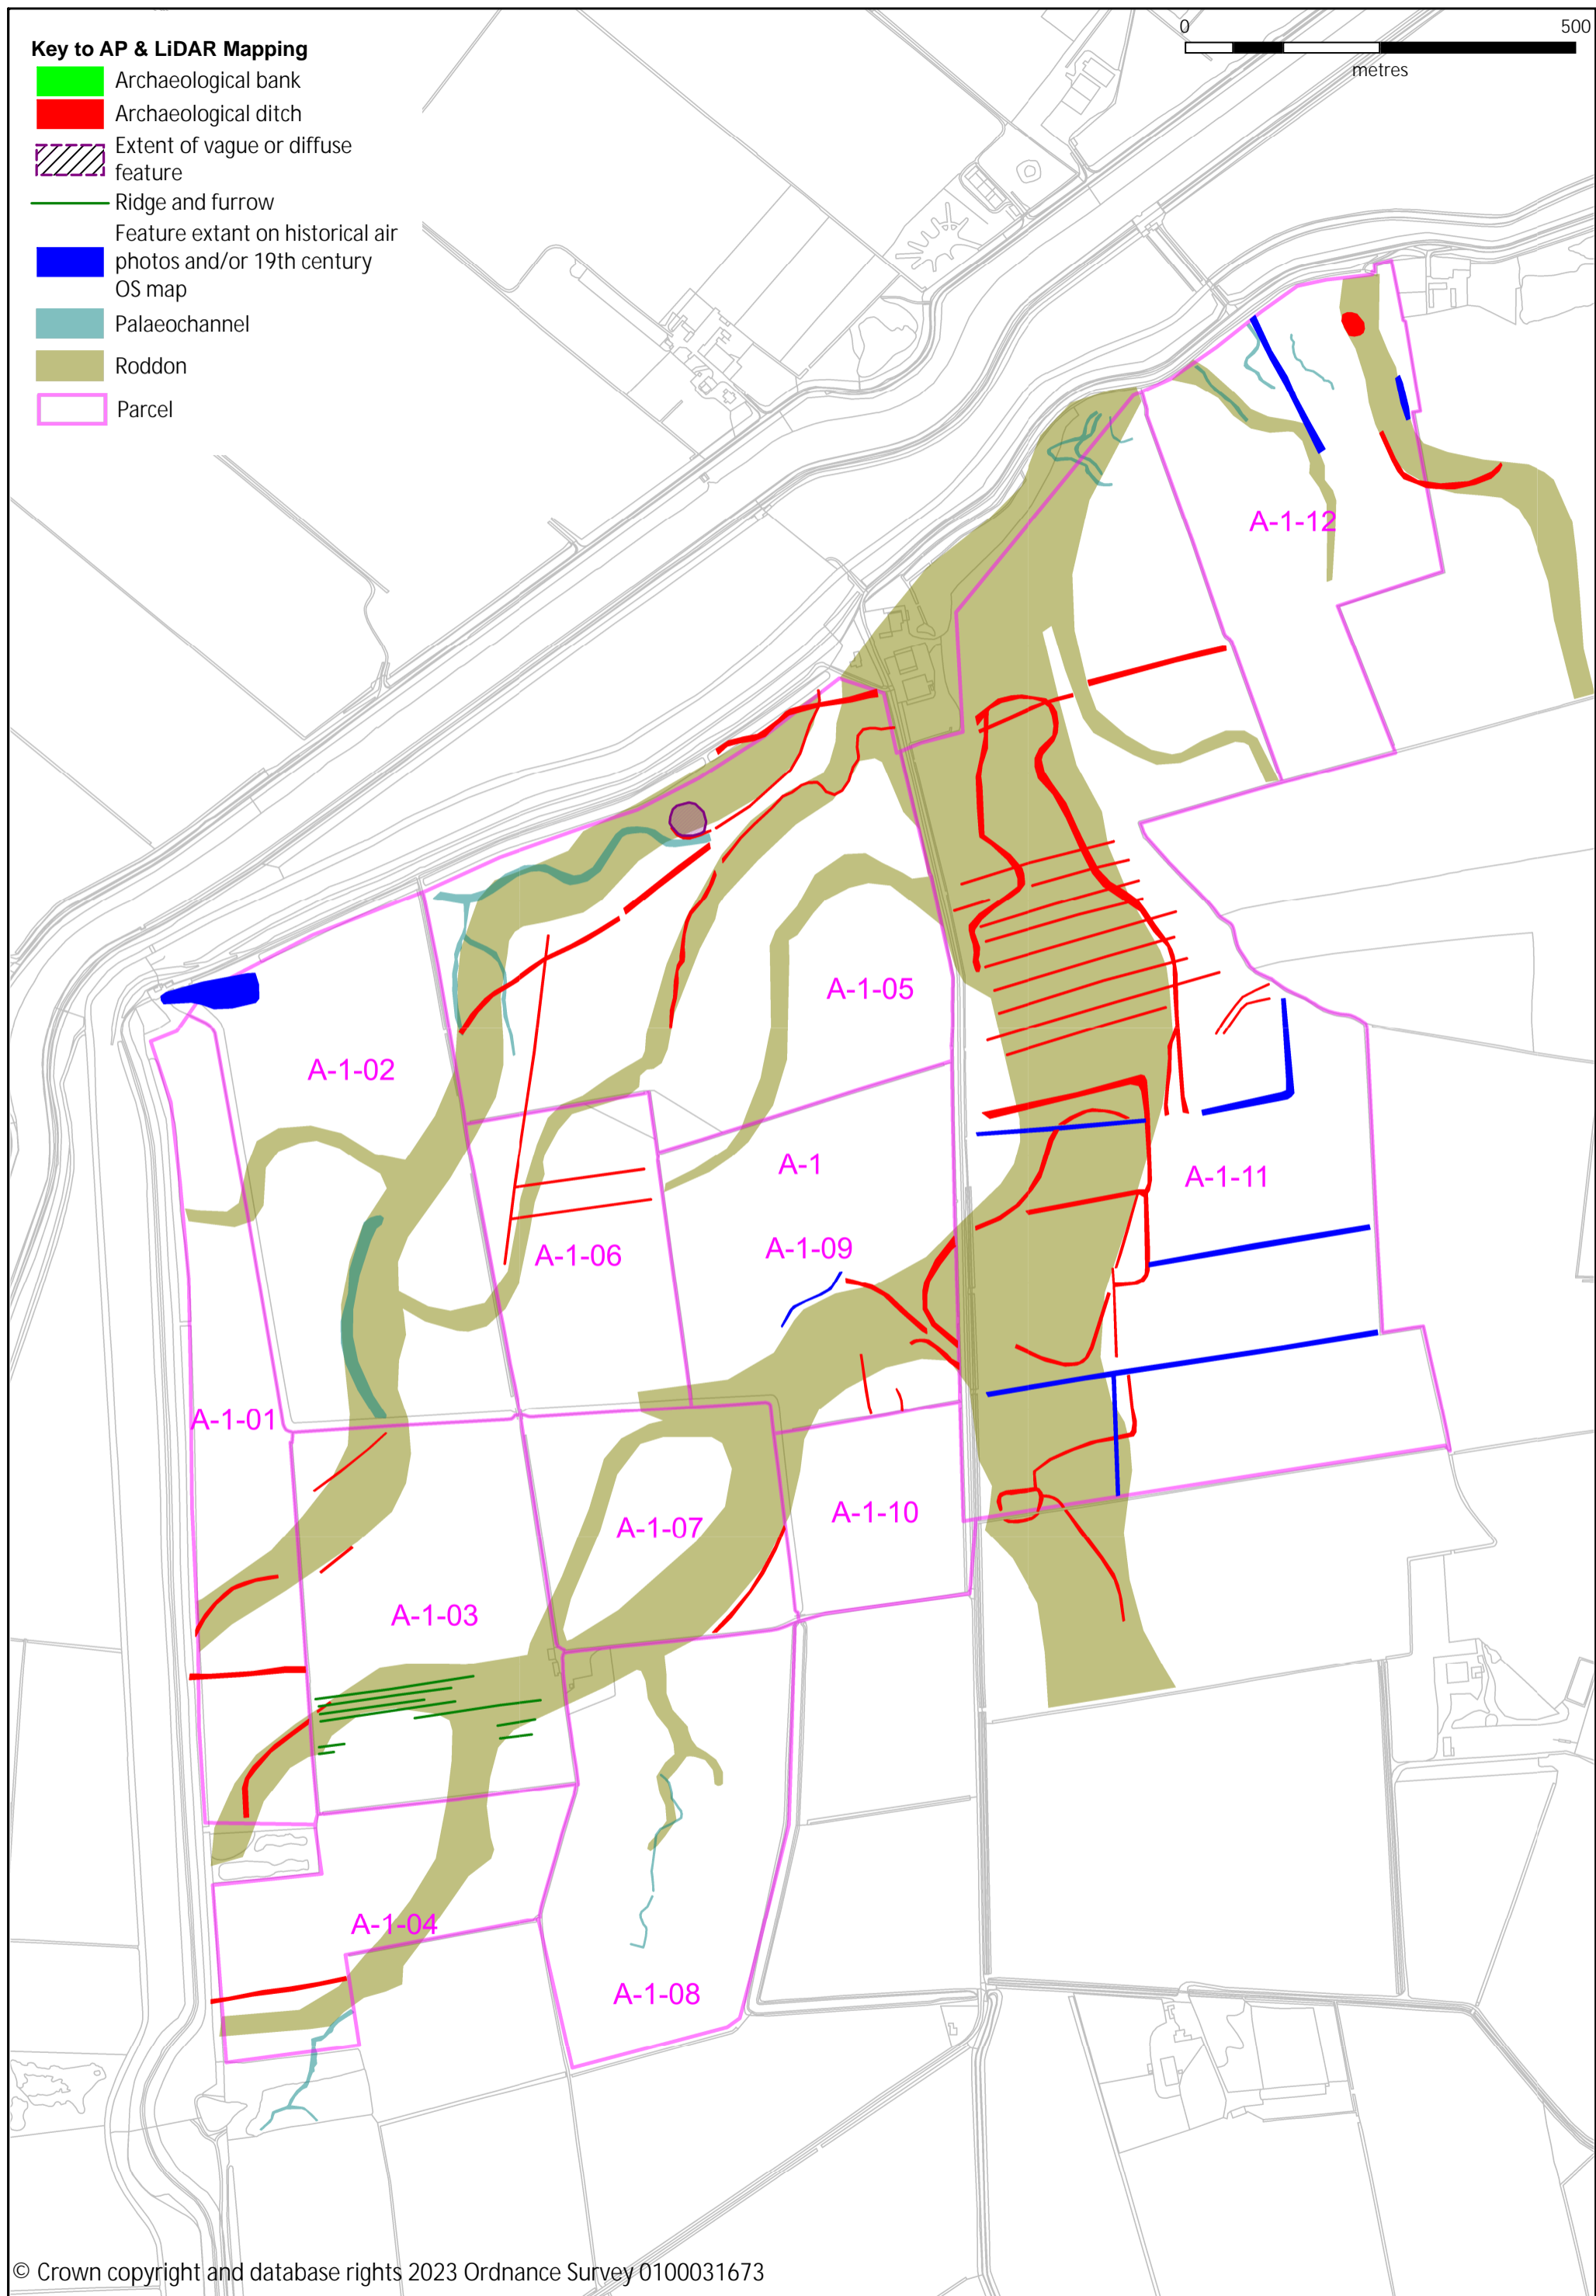 Key to AP & LiDAR Mapping
Archaeological bank
Archaeological ditch
Extent of vague or diffuse
feature
Ridge and furrow
Feature extant on historical air
photos and/or 19th century
OS map
Palaeochannel
Roddon
Parcel
0 500
metres
A-1-12
A-1-05
A-1-02
A-1
A-1-11
A-1-09
A-1-06
A-1-01
A-1-10
A-1-07
A-1-03
A-1-04
A-1-08
© Crown copyright and database rights 2023 Ordnance Survey 0100031673